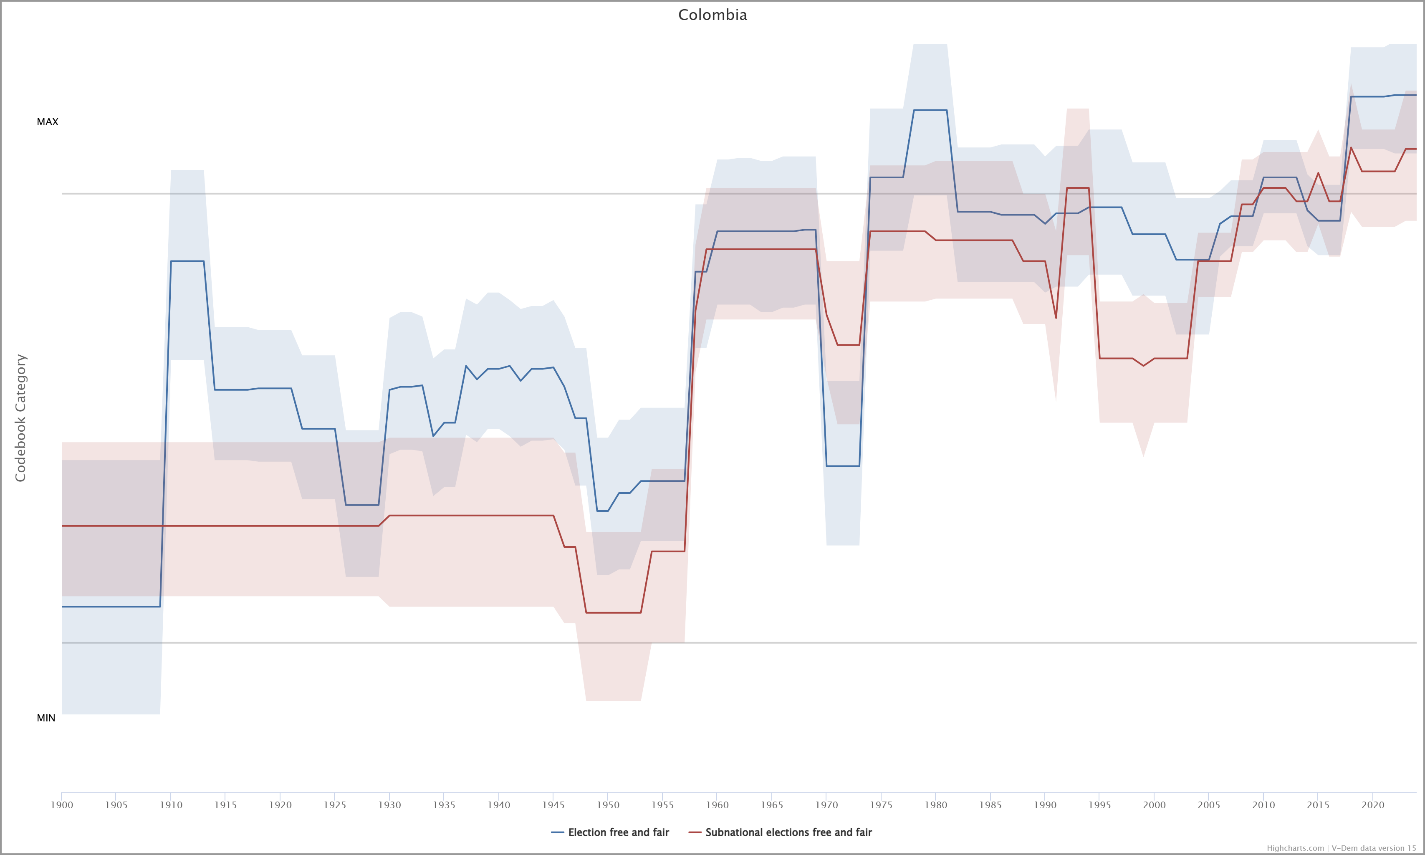 Colombia
MAX
Codebook Category
MIN
1900 1905 1910 1915 1920 1925 1930 1935 1940 1945 1950 1955 1960 1965 1970 1975 1980 1985 1990 1995 2000 2005 2010 2015 2020
Election free and fair Subnational elections free and fair
Highcharts.com | V-Dem data version 15